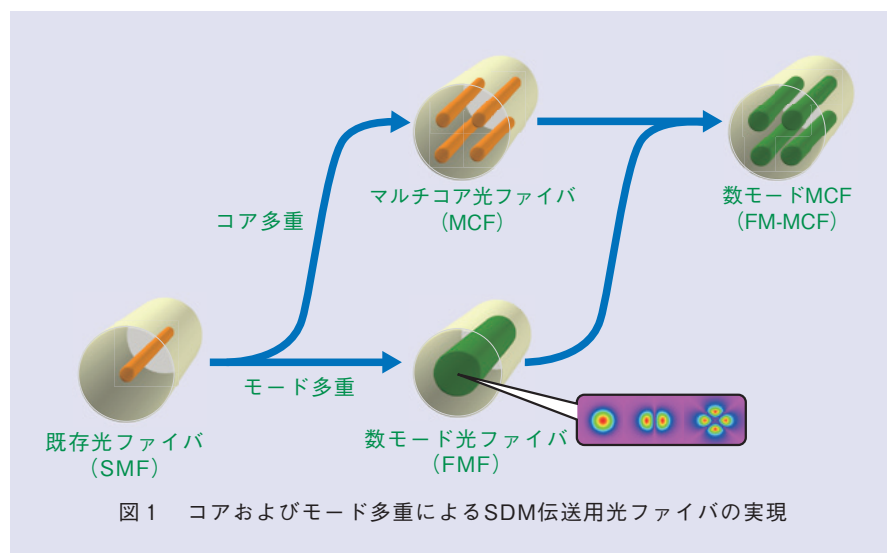 マルチコア光ファイバ
（MCF）
数モードMCF
（FM-MCF）
コア多重
モード多重
既存光ファイバ
（SMF）
数モード光ファイバ
（FMF）
図1　コアおよびモード多重によるSDM伝送用光ファイバの実現